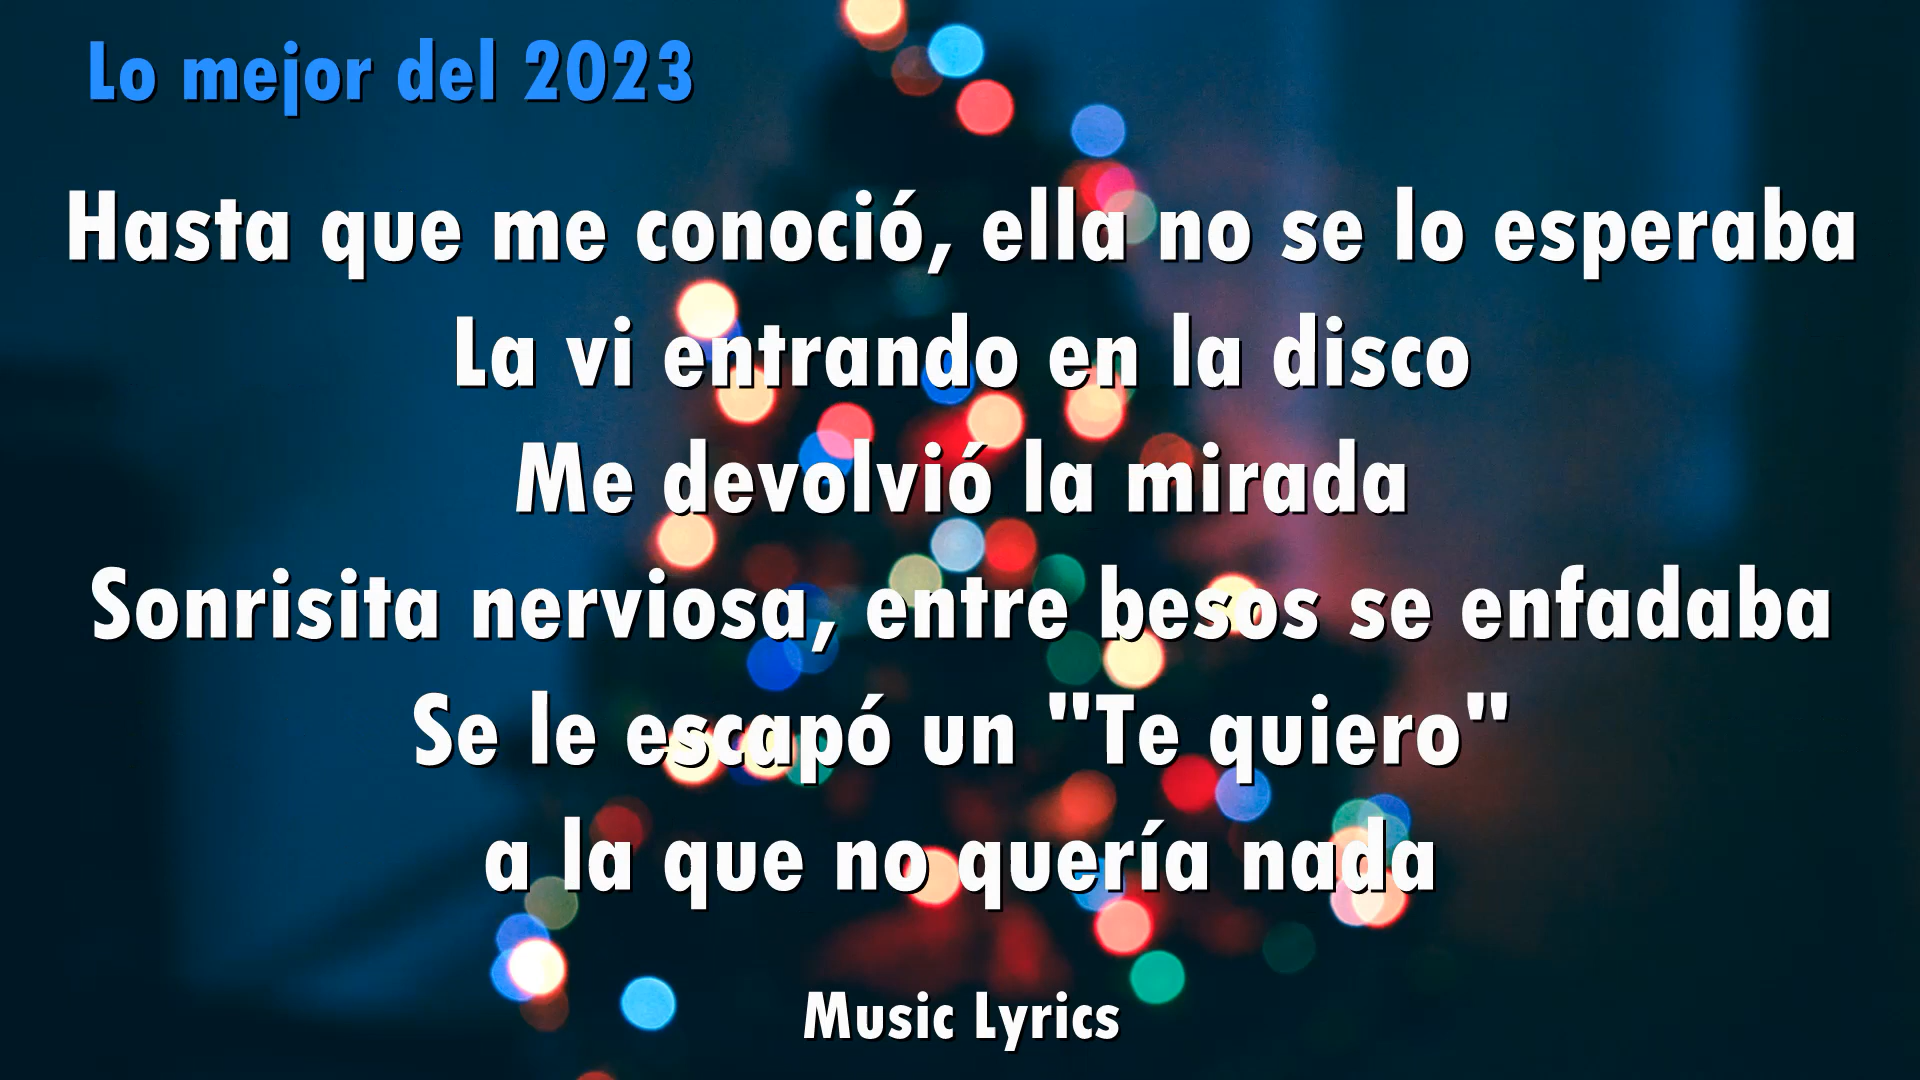 Lo mejor del 2023
Hasta que me conoció, ella no se lo esperaba
La vi entrando en la disco
Me devolvió la mirada
Sonrisita nerviosa, entre besos se enfadaba
Se le escapó un "Te quiero"
a la que no quería nada
Music Lyrics